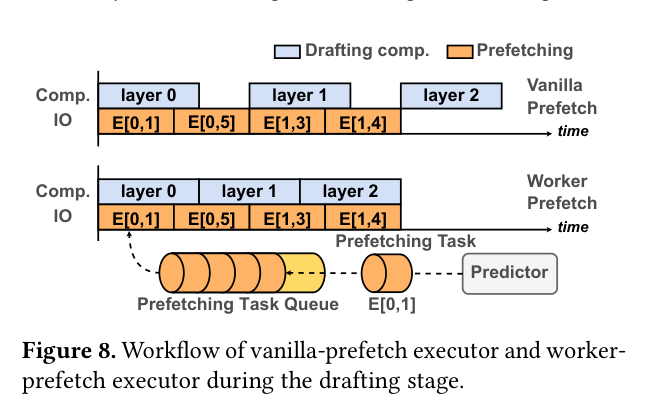 Drafting comp. Prefetching
Comp. layer 0 layer 1 layer 2 Vanilla
IO E[0,1] E[0,5] E[1,3] E[1,4] Prefetch
time
Comp. layer 0 layer 1 layer 2 Worker
IO E[0,1] E[0,5] E[1,3] E[1,4] Prefetch
time
Prefetching Task
Predictor
Prefetching Task Queue E[0,1]
Figure 8. Workflow of vanilla-prefetch executor and worker-
prefetch executor during the drafting stage.